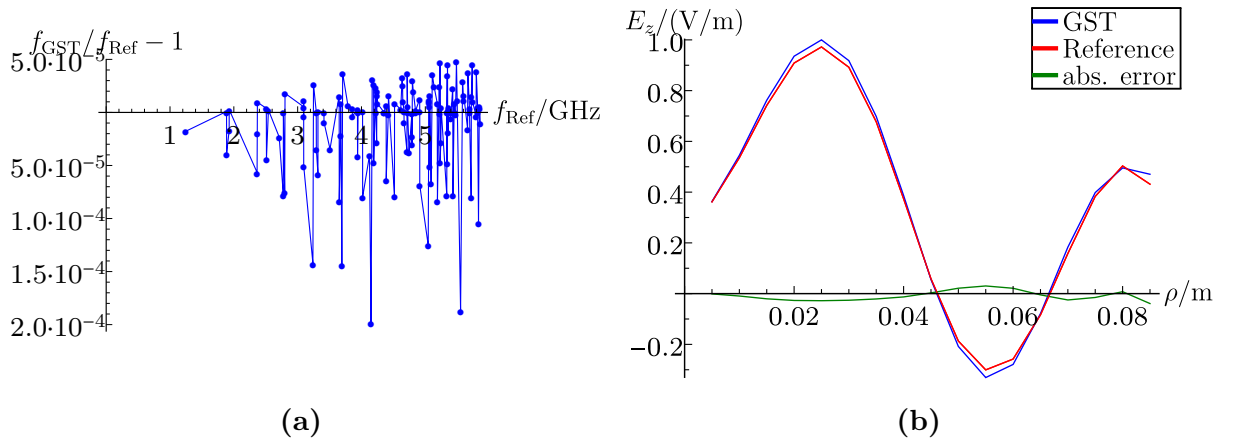 f_GST/f_Ref − 1
5.0·10⁻⁵
f_Ref/GHz
1 2 3 4 5
5.0·10⁻⁵
1.0·10⁻⁴
1.5·10⁻⁴
2.0·10⁻⁴
(a)
E_z/(V/m)
GST
Reference
abs. error
1.0
0.8
0.6
0.4
0.2
ρ/m
0.02 0.04 0.06 0.08
−0.2
(b)